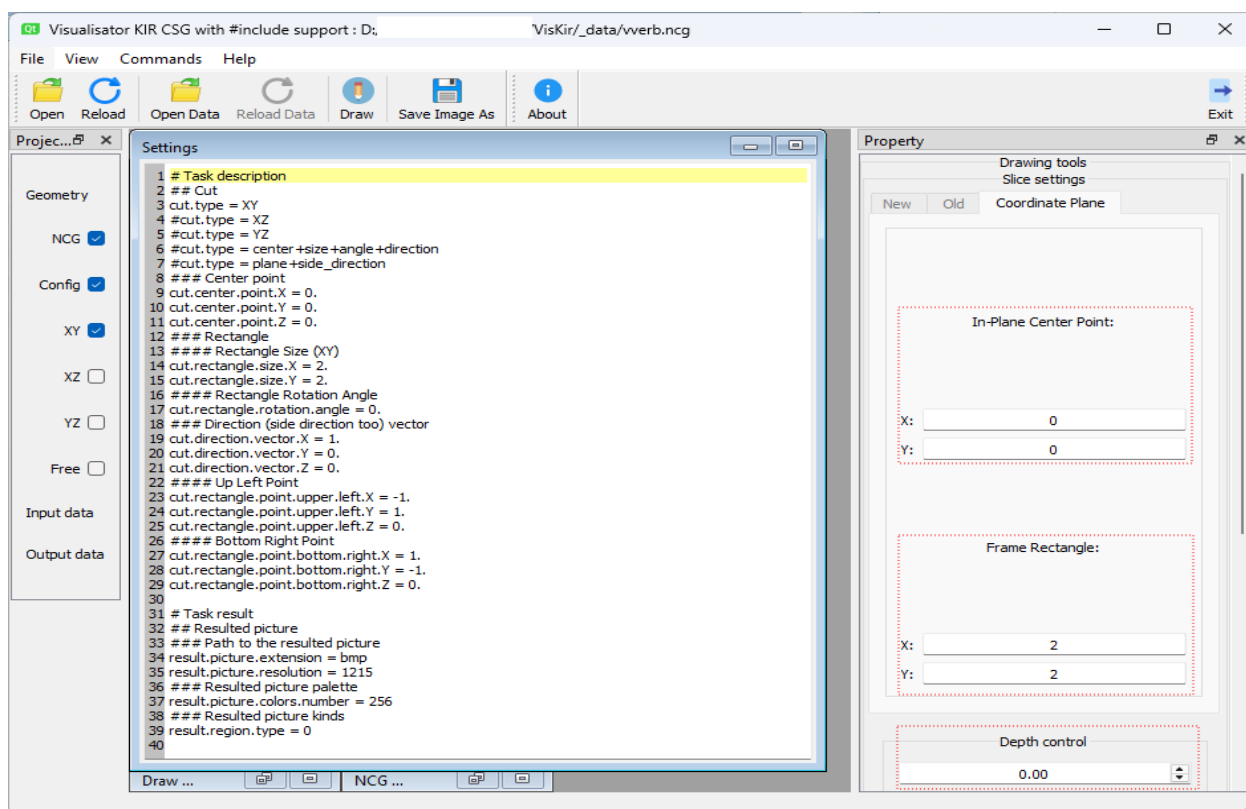 Visualisator KIR CSG with #include support : D:, 'VisKir/_data/vverb.ncg
File View Commands Help
Open Reload Open Data Reload Data Draw Save Image As About Exit
Projec...
Geometry
NCG
Config
XY
XZ
YZ
Free
Input data
Output data
Settings
1 # Task description
2 ## Cut
3 cut.type = XY
4 #cut.type = XZ
5 #cut.type = YZ
6 #cut.type = center+size+angle+direction
7 #cut.type = plane+side_direction
8 ### Center point
9 cut.center.point.X = 0.
10 cut.center.point.Y = 0.
11 cut.center.point.Z = 0.
12 ### Rectangle
13 #### Rectangle Size (XY)
14 cut.rectangle.size.X = 2.
15 cut.rectangle.size.Y = 2.
16 #### Rectangle Rotation Angle
17 cut.rectangle.rotation.angle = 0.
18 ### Direction (side direction too) vector
19 cut.direction.vector.X = 1.
20 cut.direction.vector.Y = 0.
21 cut.direction.vector.Z = 0.
22 #### Up Left Point
23 cut.rectangle.point.upper.left.X = -1.
24 cut.rectangle.point.upper.left.Y = 1.
25 cut.rectangle.point.upper.left.Z = 0.
26 #### Bottom Right Point
27 cut.rectangle.point.bottom.right.X = 1.
28 cut.rectangle.point.bottom.right.Y = -1.
29 cut.rectangle.point.bottom.right.Z = 0.
30
31 # Task result
32 ## Resulted picture
33 ### Path to the resulted picture
34 result.picture.extension = bmp
35 result.picture.resolution = 1215
36 ### Resulted picture palette
37 result.picture.colors.number = 256
38 ### Resulted picture kinds
39 result.region.type = 0
40
Draw ... NCG ...
Property
Drawing tools
Slice settings
New Old Coordinate Plane
In-Plane Center Point:
X: 0
Y: 0
Frame Rectangle:
X: 2
Y: 2
Depth control
0.00